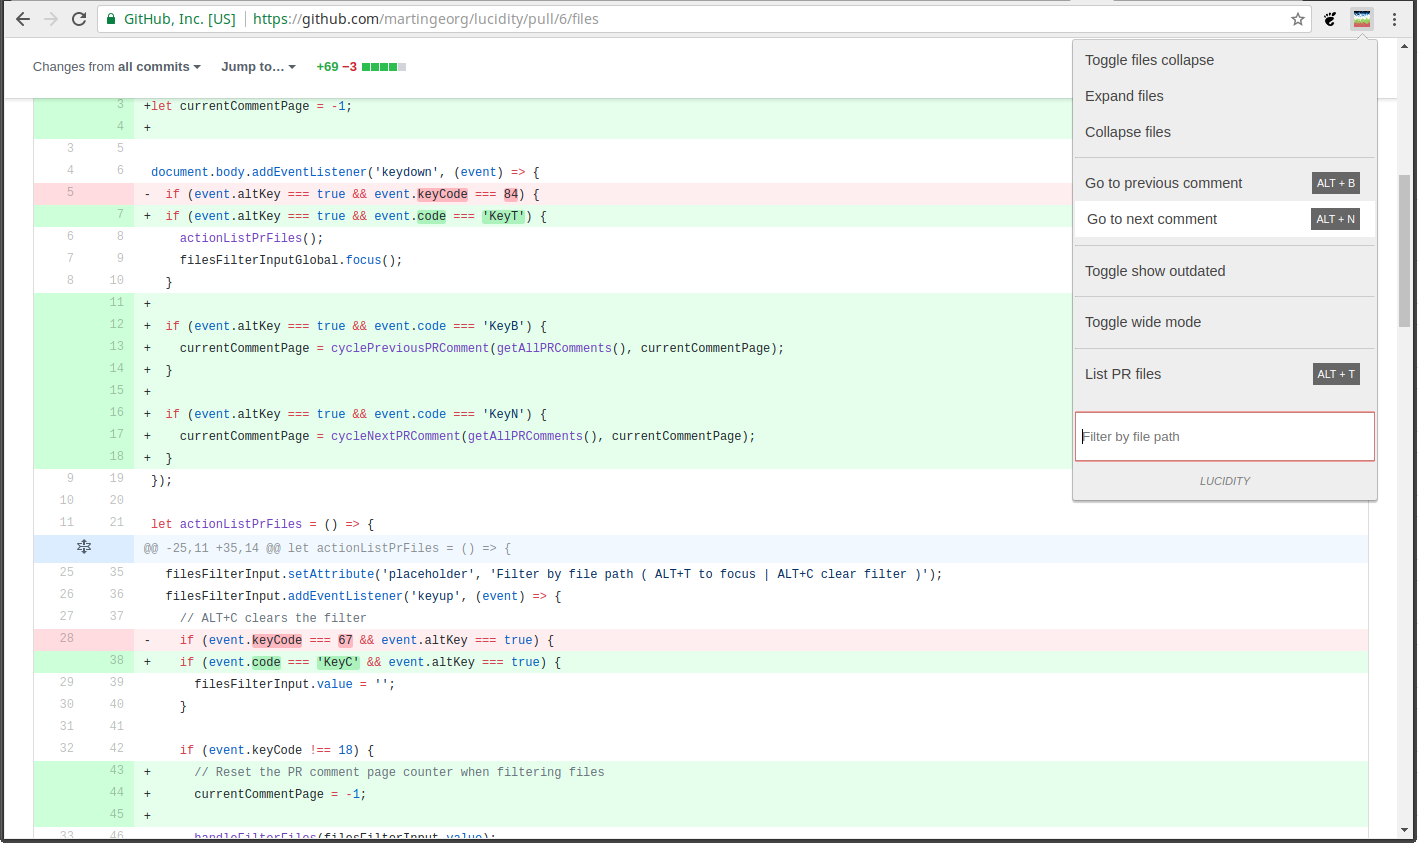 GitHub, Inc. [US] https://github.com/martingeorg/lucidity/pull/6/files
Changes from all commits Jump to... +69 −3
3 +let currentCommentPage = -1;
4 +
3 5
4 6 document.body.addEventListener('keydown', (event) => {
5 - if (event.altKey === true && event.keyCode === 84) {
7 + if (event.altKey === true && event.code === 'KeyT') {
6 8 actionListPrFiles();
7 9 filesFilterInputGlobal.focus();
8 10 }
11 +
12 + if (event.altKey === true && event.code === 'KeyB') {
13 + currentCommentPage = cyclePreviousPRComment(getAllPRComments(), currentCommentPage);
14 + }
15 +
16 + if (event.altKey === true && event.code === 'KeyN') {
17 + currentCommentPage = cycleNextPRComment(getAllPRComments(), currentCommentPage);
18 + }
9 19 });
10 20
11 21 let actionListPrFiles = () => {
@@ -25,11 +35,14 @@ let actionListPrFiles = () => {
25 35 filesFilterInput.setAttribute('placeholder', 'Filter by file path ( ALT+T to focus | ALT+C clear filter )');
26 36 filesFilterInput.addEventListener('keyup', (event) => {
27 37 // ALT+C clears the filter
28 - if (event.keyCode === 67 && event.altKey === true) {
38 + if (event.code === 'KeyC' && event.altKey === true) {
29 39 filesFilterInput.value = '';
30 40 }
31 41
32 42 if (event.keyCode !== 18) {
43 + // Reset the PR comment page counter when filtering files
44 + currentCommentPage = -1;
45 +
33 46 handleFilterFiles(filesFilterInput.value);
Toggle files collapse
Expand files
Collapse files
Go to previous comment ALT + B
Go to next comment ALT + N
Toggle show outdated
Toggle wide mode
List PR files ALT + T
Filter by file path
LUCIDITY